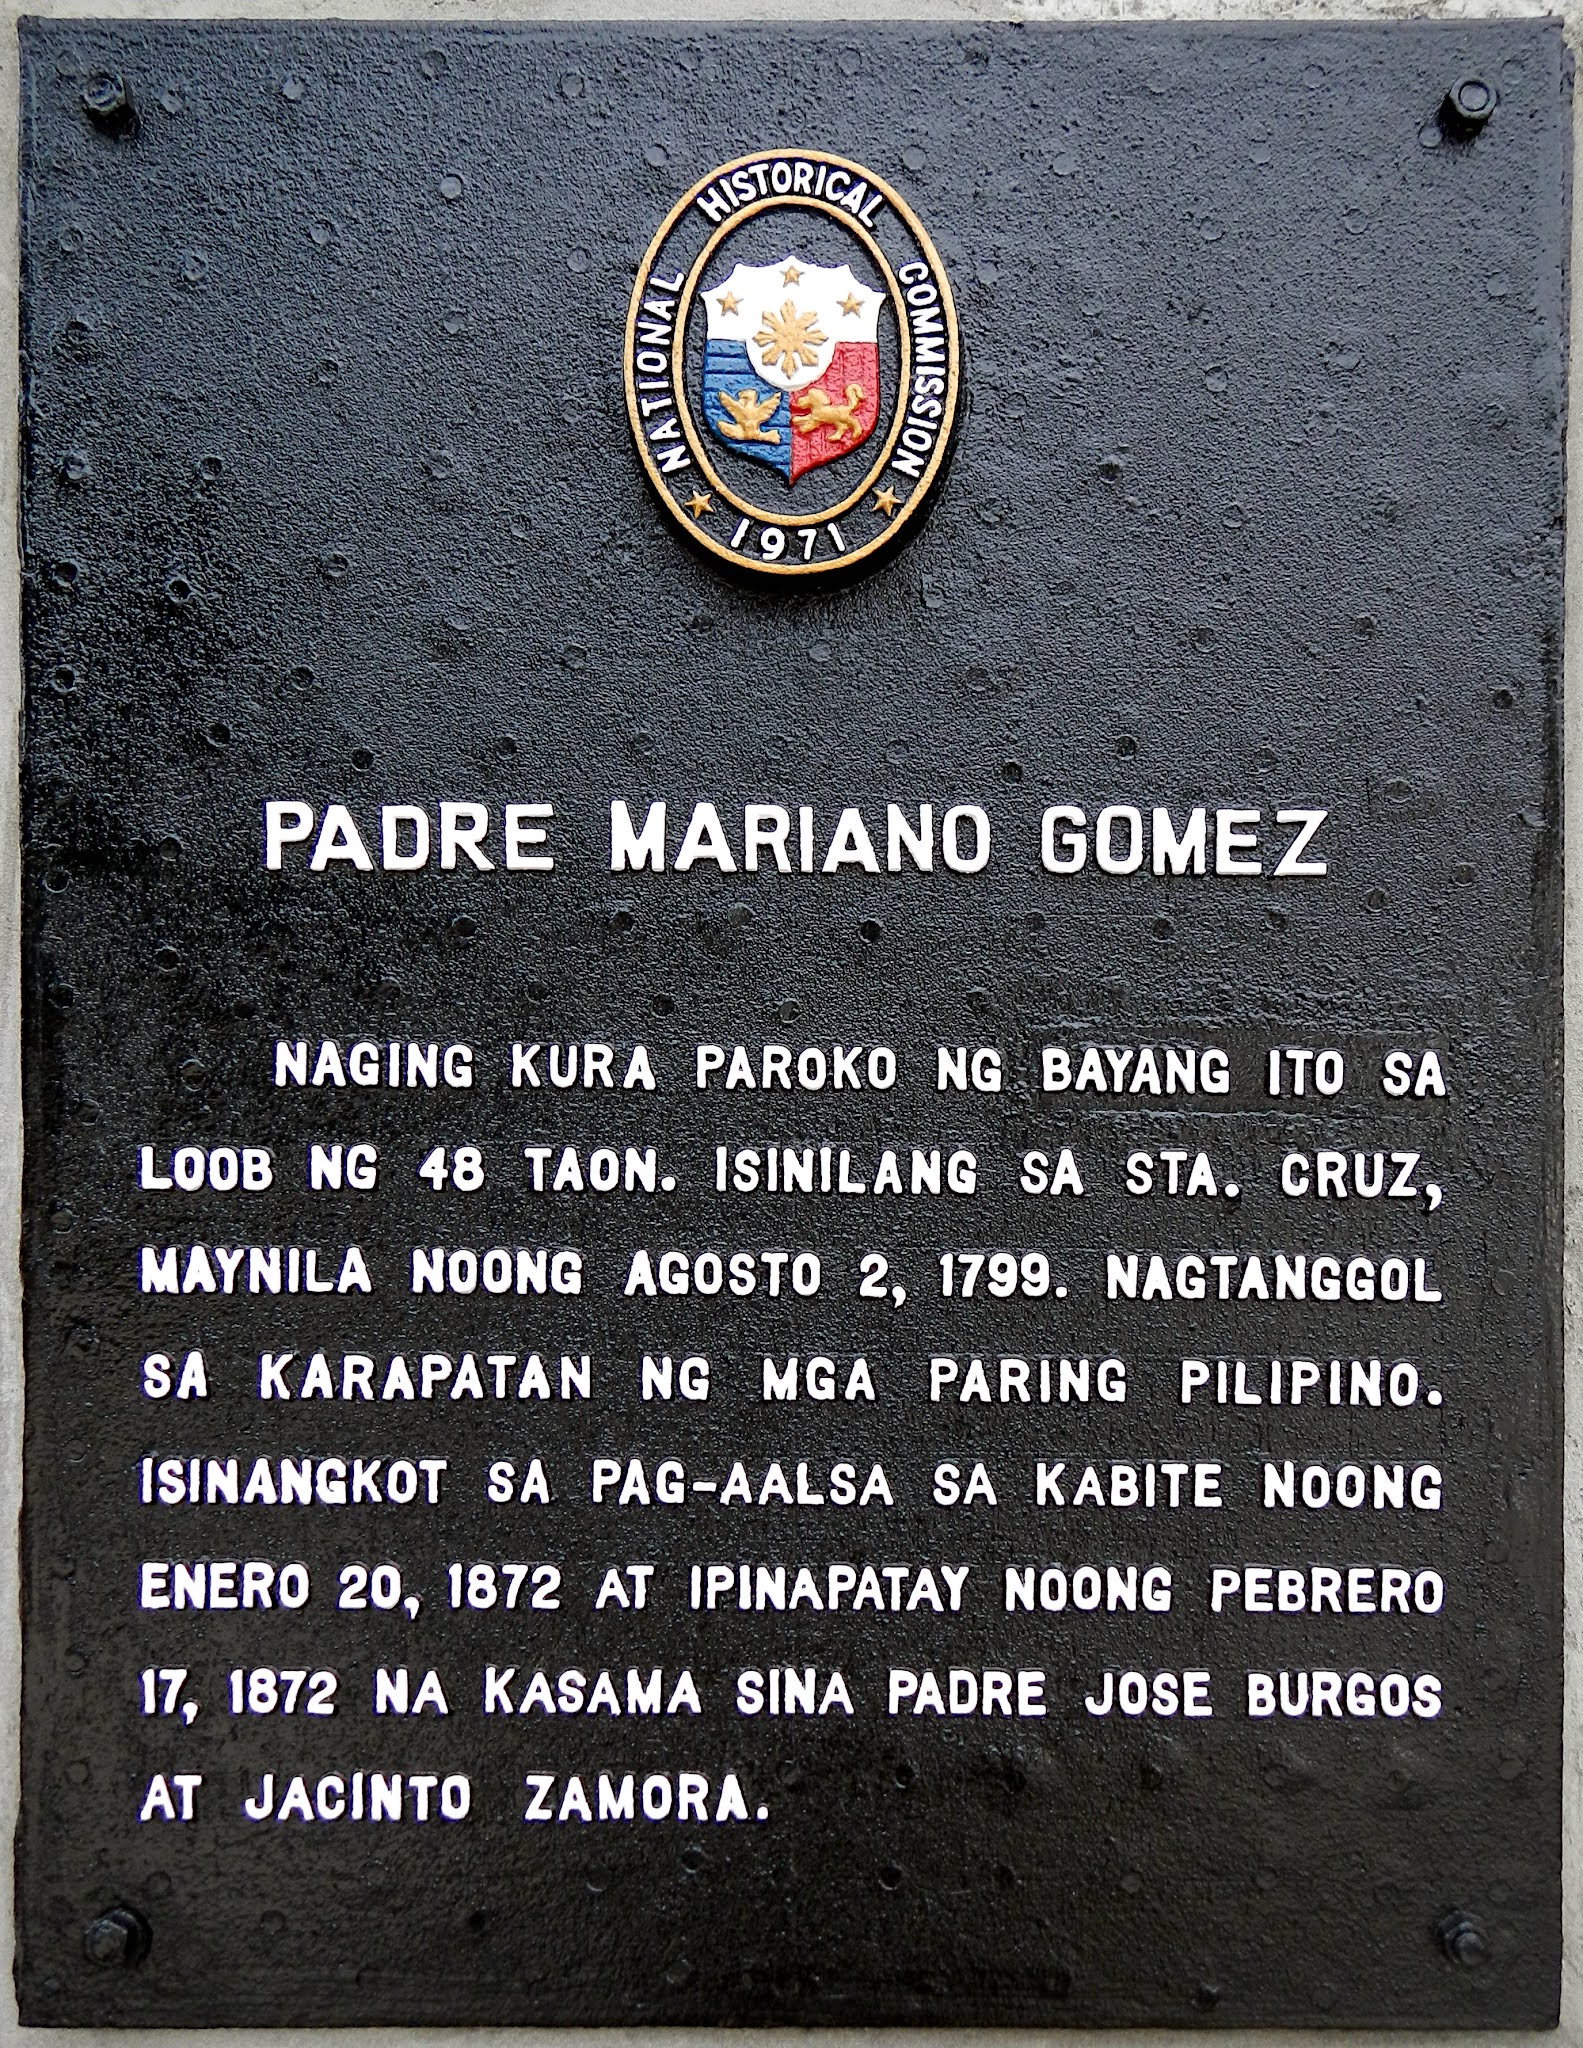 NATIONAL HISTORICAL COMMISSION
1971
PADRE MARIANO GOMEZ
NAGING KURA PAROKO NG BAYANG ITO SA
LOOB NG 48 TAON. ISINILANG SA STA. CRUZ,
MAYNILA NOONG AGOSTO 2, 1799. NAGTANGGOL
SA KARAPATAN NG MGA PARING PILIPINO.
ISINANGKOT SA PAG-AALSA SA KABITE NOONG
ENERO 20, 1872 AT IPINAPATAY NOONG PEBRERO
17, 1872 NA KASAMA SINA PADRE JOSE BURGOS
AT JACINTO ZAMORA.